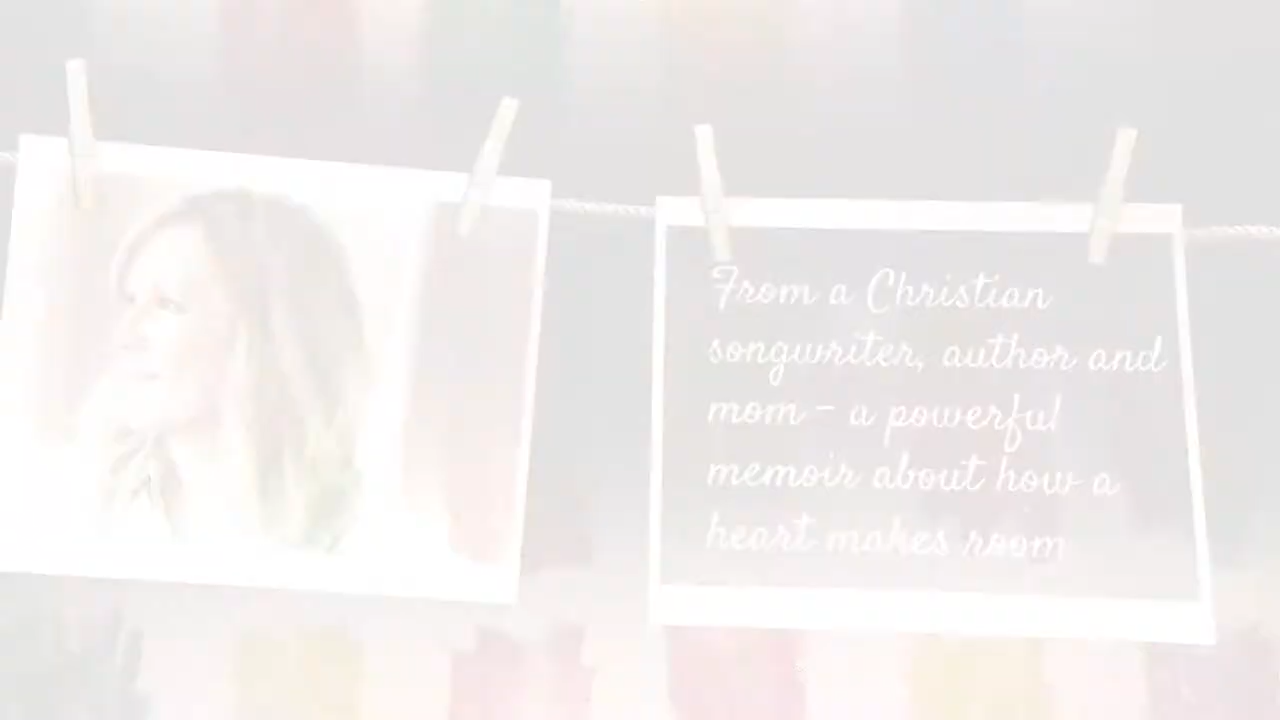 From a Christian
songwriter, author and
mom - a powerful
memoir about how a
heart makes room